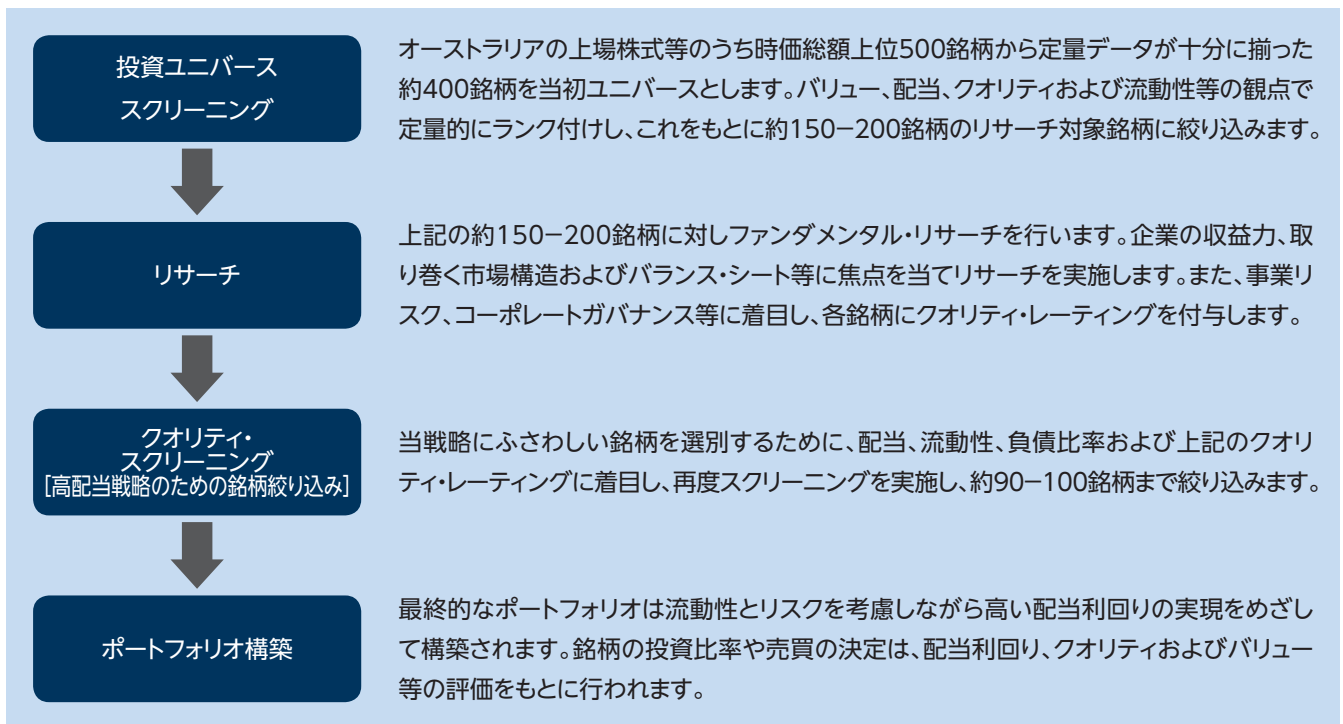 投資ユニバース
スクリーニング
オーストラリアの上場株式等のうち時価総額上位500銘柄から定量データが十分に揃った
約400銘柄を当初ユニバースとします。バリュー、配当、クオリティおよび流動性等の観点で
定量的にランク付けし、これをもとに約150−200銘柄のリサーチ対象銘柄に絞り込みます。
リサーチ
上記の約150−200銘柄に対しファンダメンタル・リサーチを行います。企業の収益力、取
り巻く市場構造およびバランス・シート等に焦点を当てリサーチを実施します。また、事業リ
スク、コーポレートガバナンス等に着目し、各銘柄にクオリティ・レーティングを付与します。
クオリティ・
スクリーニング
[高配当戦略のための銘柄絞り込み]
当戦略にふさわしい銘柄を選別するために、配当、流動性、負債比率および上記のクオリ
ティ・レーティングに着目し、再度スクリーニングを実施し、約90−100銘柄まで絞り込みます。
ポートフォリオ構築
最終的なポートフォリオは流動性とリスクを考慮しながら高い配当利回りの実現をめざし
て構築されます。銘柄の投資比率や売買の決定は、配当利回り、クオリティおよびバリュー
等の評価をもとに行われます。